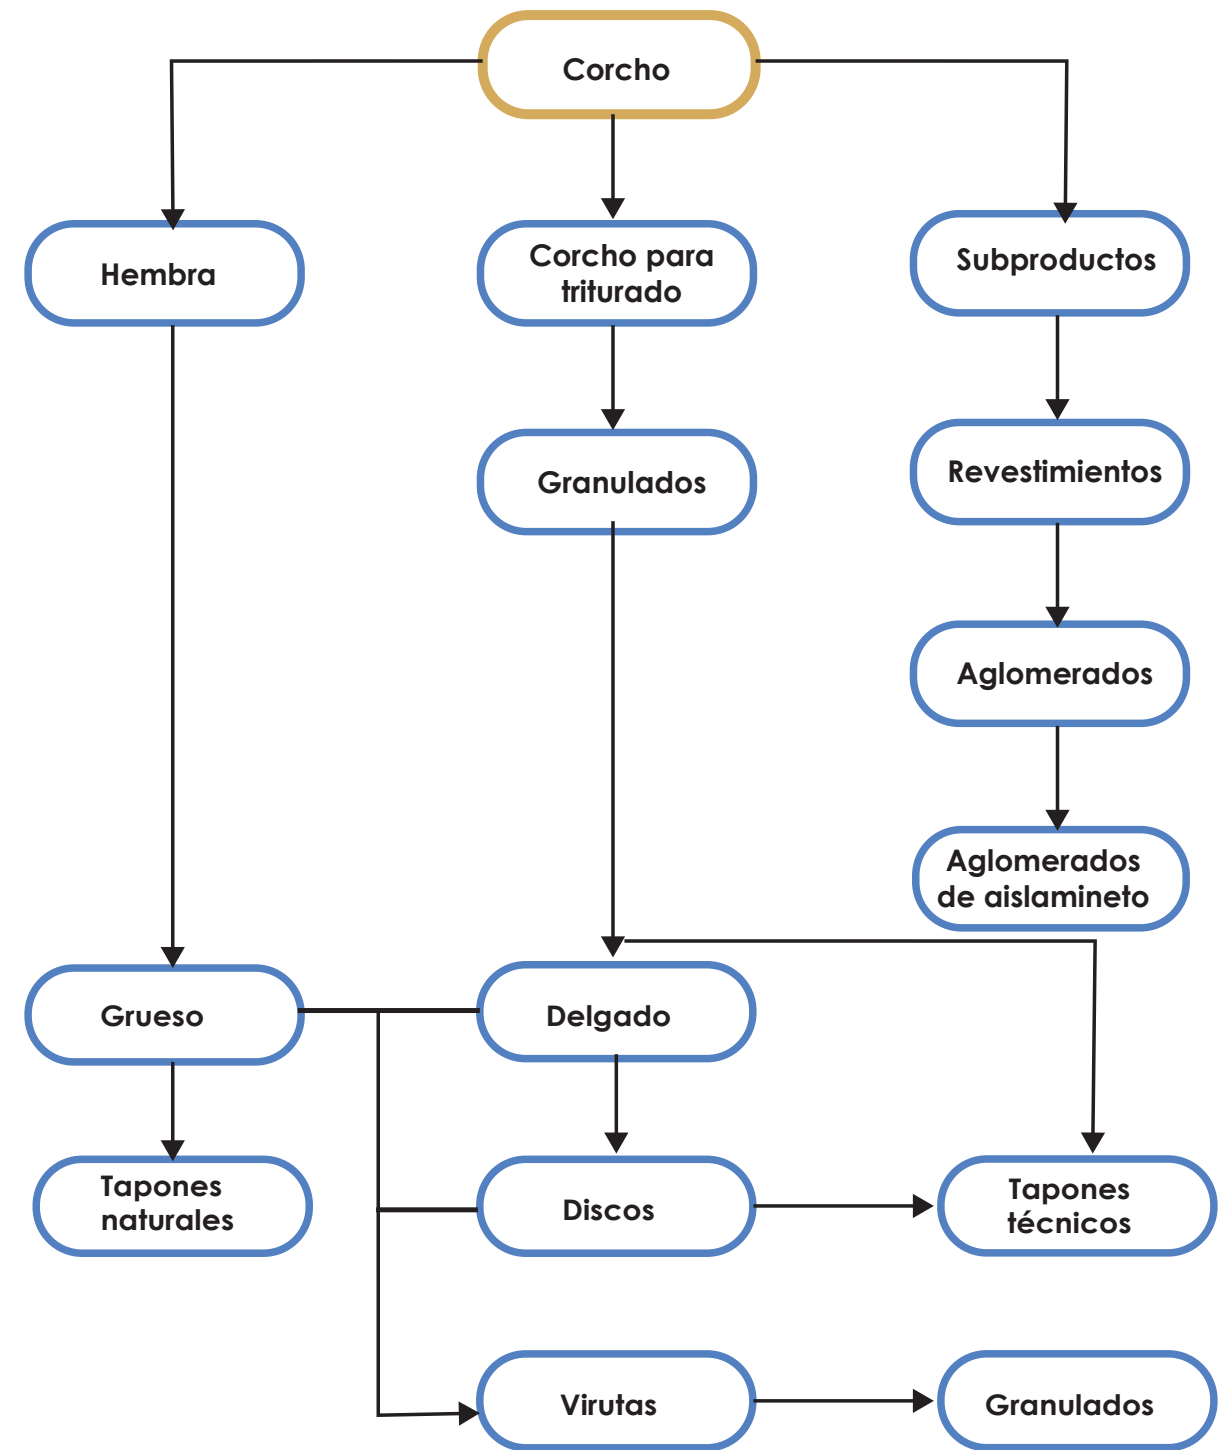 Corcho
Hembra
Corcho para
triturado
Subproductos
Granulados
Revestimientos
Aglomerados
Aglomerados
de aislamineto
Grueso
Delgado
Tapones
naturales
Discos
Tapones
técnicos
Virutas
Granulados